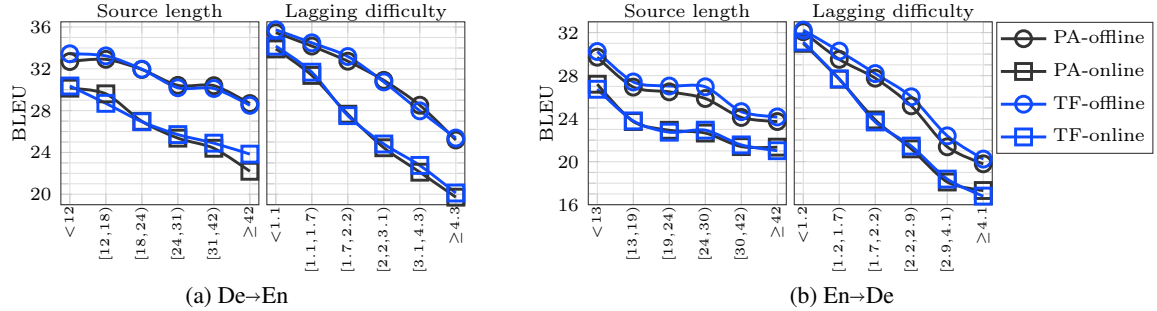 Source length
Lagging difficulty
BLEU
36
32
28
24
20
<12
[12,18)
[18,24)
[24,31)
[31,42)
≥42
<1.1
[1.1,1.7)
[1.7,2.2)
[2.2,3.1)
[3.1,4.3)
≥4.3
(a) De→En
Source length
Lagging difficulty
BLEU
32
28
24
20
16
<13
[13,19)
[19,24)
[24,30)
[30,42)
≥42
<1.2
[1.2,1.7)
[1.7,2.2)
[2.2,2.9)
[2.9,4.1)
≥4.1
(b) En→De
PA-offline
PA-online
TF-offline
TF-online